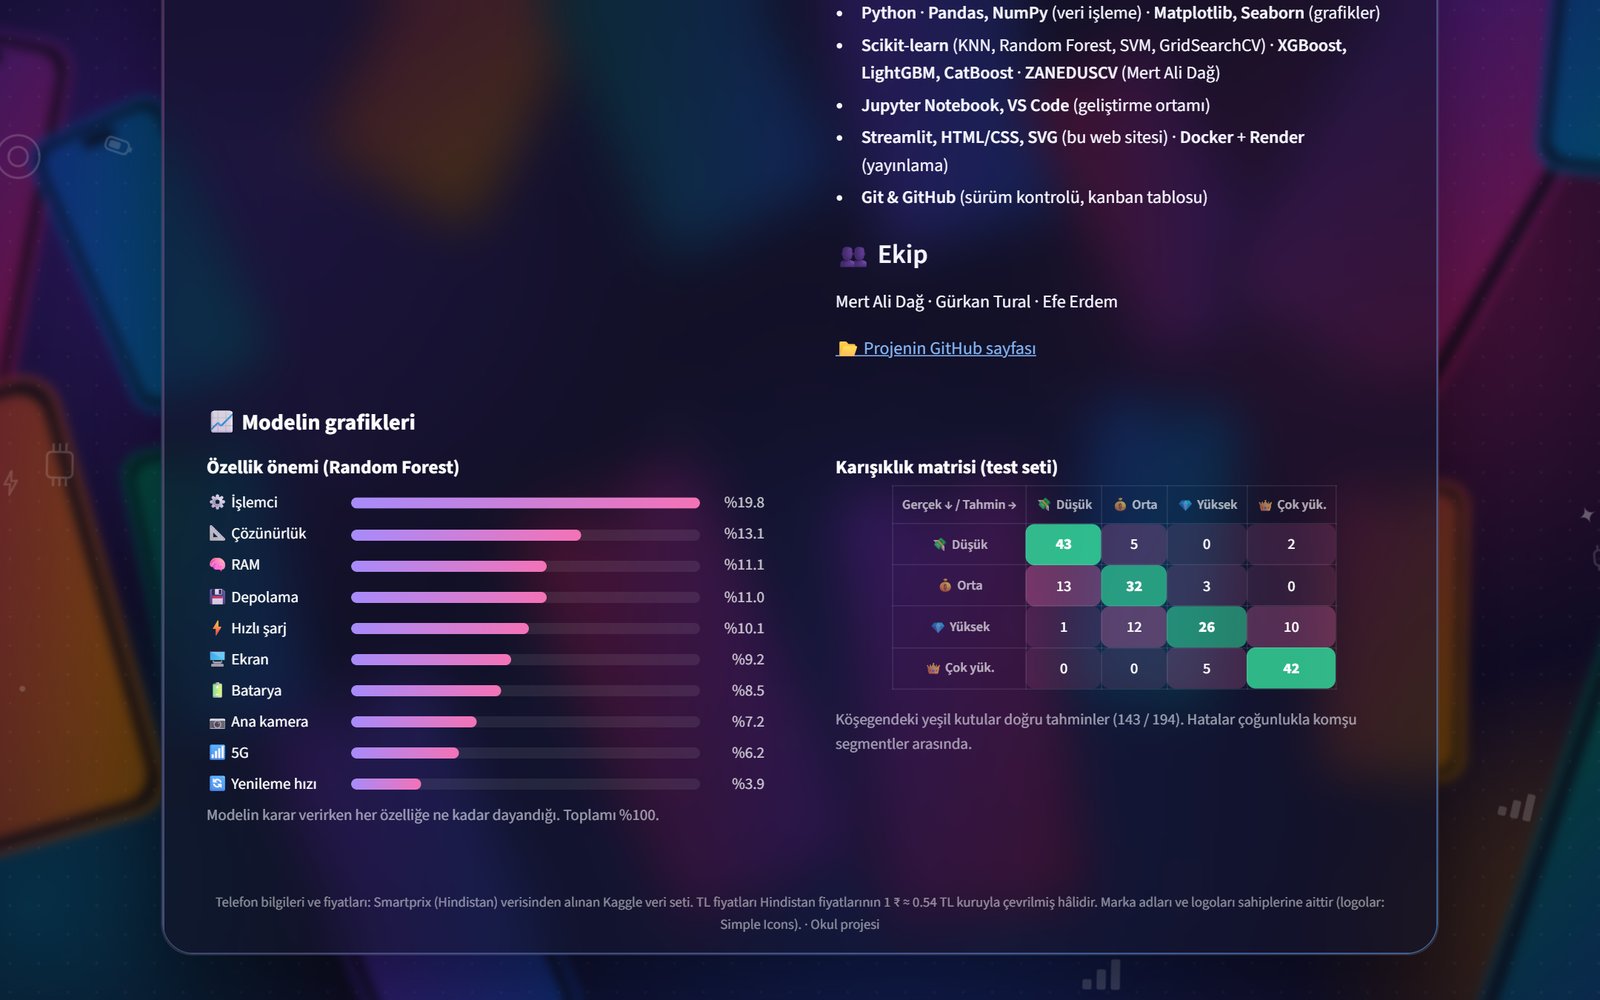 Python · Pandas, NumPy (veri işleme) · Matplotlib, Seaborn (grafikler)
Scikit-learn (KNN, Random Forest, SVM, GridSearchCV) · XGBoost,
LightGBM, CatBoost · ZANEDUSCV (Mert Ali Dağ)
Jupyter Notebook, VS Code (geliştirme ortamı)
Streamlit, HTML/CSS, SVG (bu web sitesi) · Docker + Render
(yayınlama)
Git & GitHub (sürüm kontrolü, kanban tablosu)
Ekip
Mert Ali Dağ · Gürkan Tural · Efe Erdem
Projenin GitHub sayfası
Modelin grafikleri
Özellik önemi (Random Forest)
İşlemci %19.8
Çözünürlük %13.1
RAM %11.1
Depolama %11.0
Hızlı şarj %10.1
Ekran %9.2
Batarya %8.5
Ana kamera %7.2
5G %6.2
Yenileme hızı %3.9
Modelin karar verirken her özelliğe ne kadar dayandığı. Toplamı %100.
Karışıklık matrisi (test seti)
Gerçek ↓ / Tahmin → Düşük Orta Yüksek Çok yük.
Düşük 43 5 0 2
Orta 13 32 3 0
Yüksek 1 12 26 10
Çok yük. 0 0 5 42
Köşegendeki yeşil kutular doğru tahminler (143 / 194). Hatalar çoğunlukla komşu
segmentler arasında.
Telefon bilgileri ve fiyatları: Smartprix (Hindistan) verisinden alınan Kaggle veri seti. TL fiyatları Hindistan fiyatlarının 1 ₹ ≈ 0.54 TL kuruyla çevrilmiş hâlidir. Marka adları ve logoları sahiplerine aittir (logolar:
Simple Icons). · Okul projesi